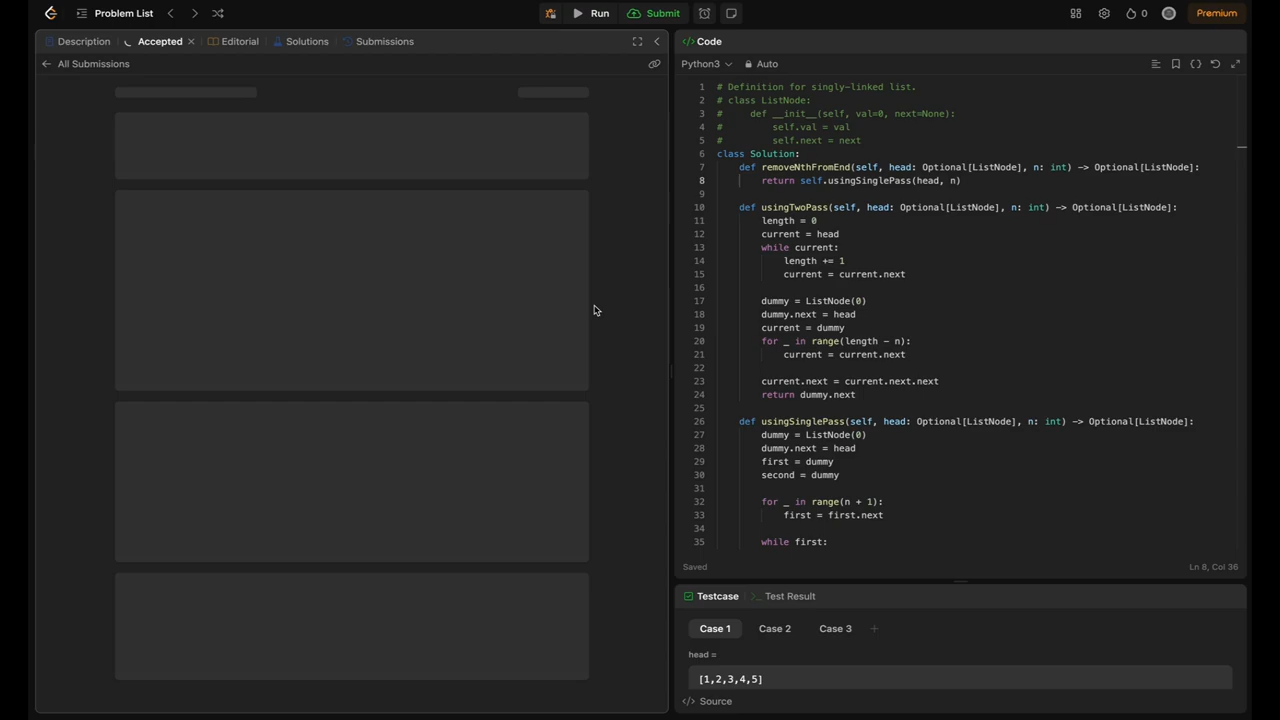 Problem List
Run
Submit
0
Premium
Description
Accepted
Editorial
Solutions
Submissions
All Submissions
Code
Python3
Auto
1 # Definition for singly-linked list.
2 # class ListNode:
3 #     def __init__(self, val=0, next=None):
4 #         self.val = val
5 #         self.next = next
6 class Solution:
7     def removeNthFromEnd(self, head: Optional[ListNode], n: int) -> Optional[ListNode]:
8         return self.usingSinglePass(head, n)
9
10     def usingTwoPass(self, head: Optional[ListNode], n: int) -> Optional[ListNode]:
11         length = 0
12         current = head
13         while current:
14             length += 1
15             current = current.next
16
17         dummy = ListNode(0)
18         dummy.next = head
19         current = dummy
20         for _ in range(length - n):
21             current = current.next
22
23         current.next = current.next.next
24         return dummy.next
25
26     def usingSinglePass(self, head: Optional[ListNode], n: int) -> Optional[ListNode]:
27         dummy = ListNode(0)
28         dummy.next = head
29         first = dummy
30         second = dummy
31
32         for _ in range(n + 1):
33             first = first.next
34
35         while first:
Saved
Ln 8, Col 36
Testcase
Test Result
Case 1
Case 2
Case 3
head =
[1,2,3,4,5]
Source